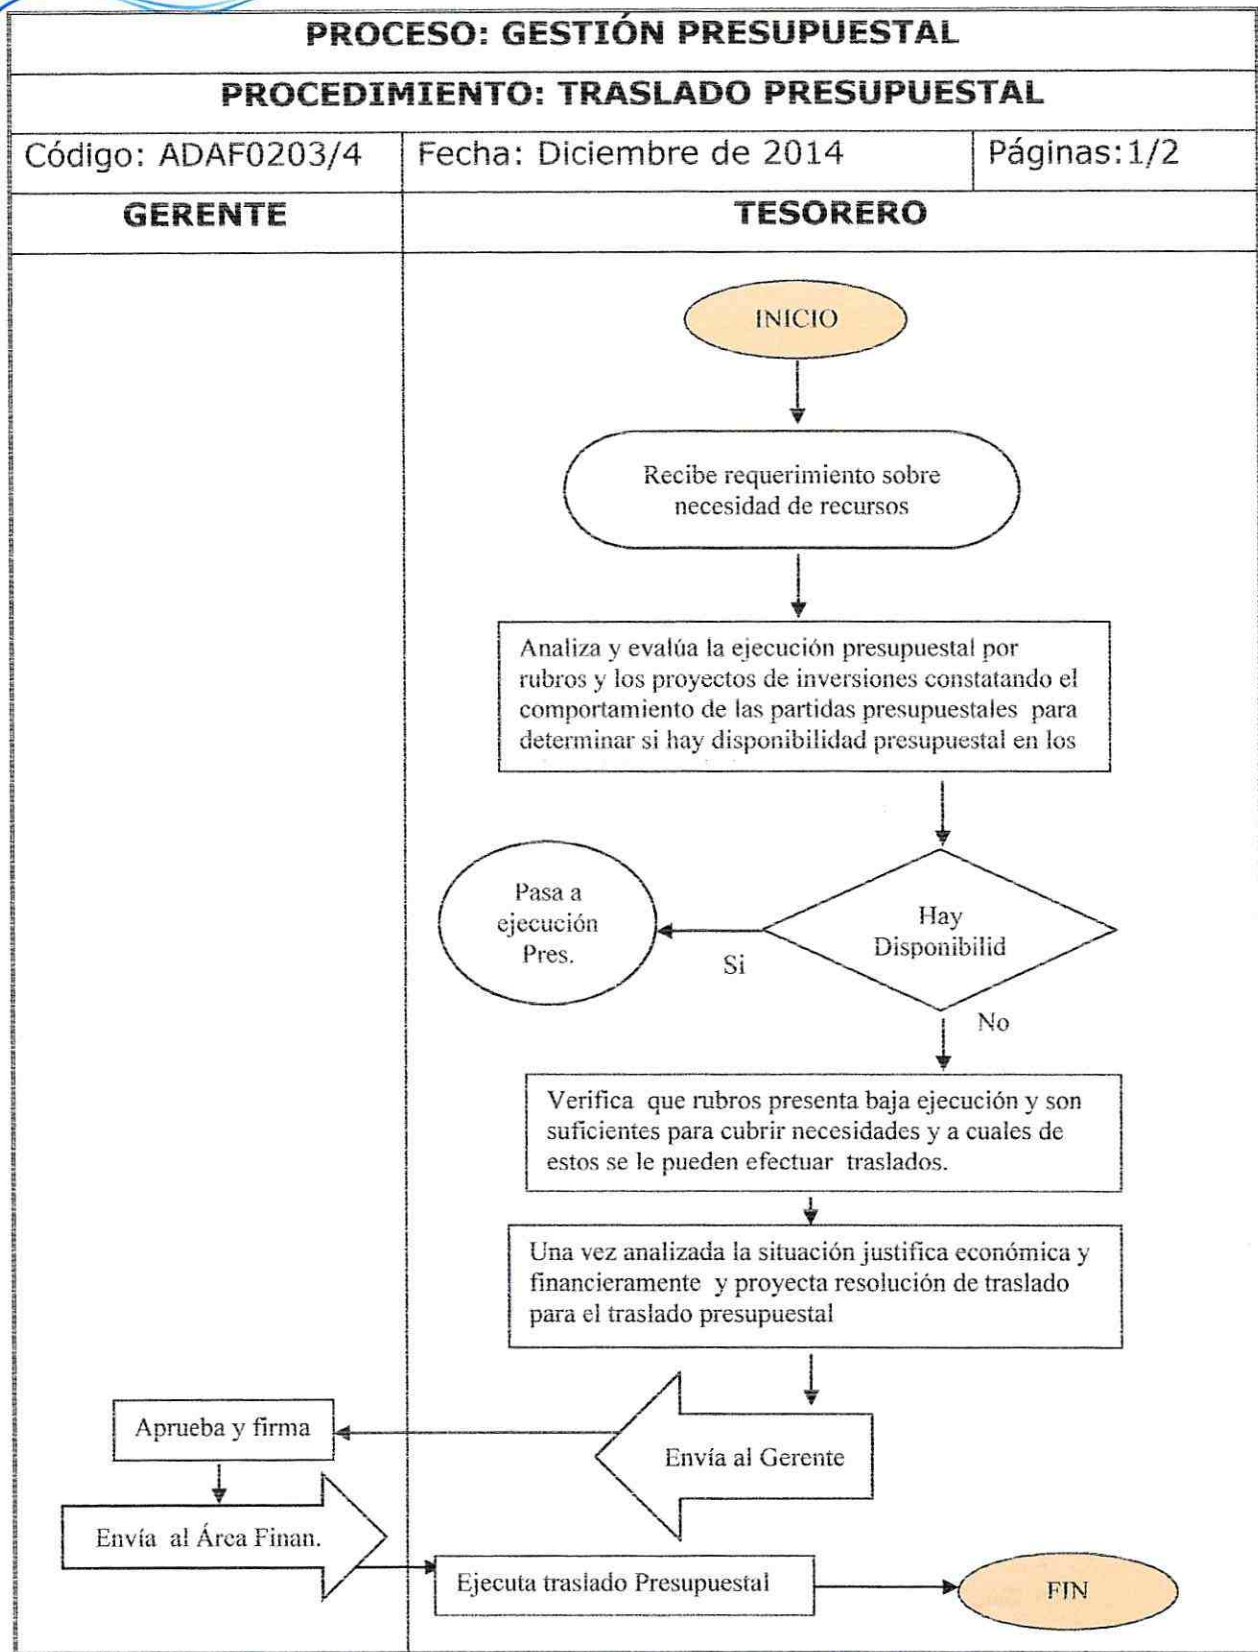 PROCESO: GESTIÓN PRESUPUESTAL
PROCEDIMIENTO: TRASLADO PRESUPUESTAL
Código: ADAF0203/4
Fecha: Diciembre de 2014
Páginas:1/2
GERENTE
TESORERO
INICIO
Recibe requerimiento sobre
necesidad de recursos
Analiza y evalúa la ejecución presupuestal por
rubros y los proyectos de inversiones constatando el
comportamiento de las partidas presupuestales para
determinar si hay disponibilidad presupuestal en los
Pasa a
ejecución
Pres.
Si
Hay
Disponibilid
No
Verifica que rubros presenta baja ejecución y son
suficientes para cubrir necesidades y a cuales de
estos se le pueden efectuar traslados.
Una vez analizada la situación justifica económica y
financieramente y proyecta resolución de traslado
para el traslado presupuestal
Aprueba y firma
Envía al Gerente
Envía al Área Finan.
Ejecuta traslado Presupuestal
FIN